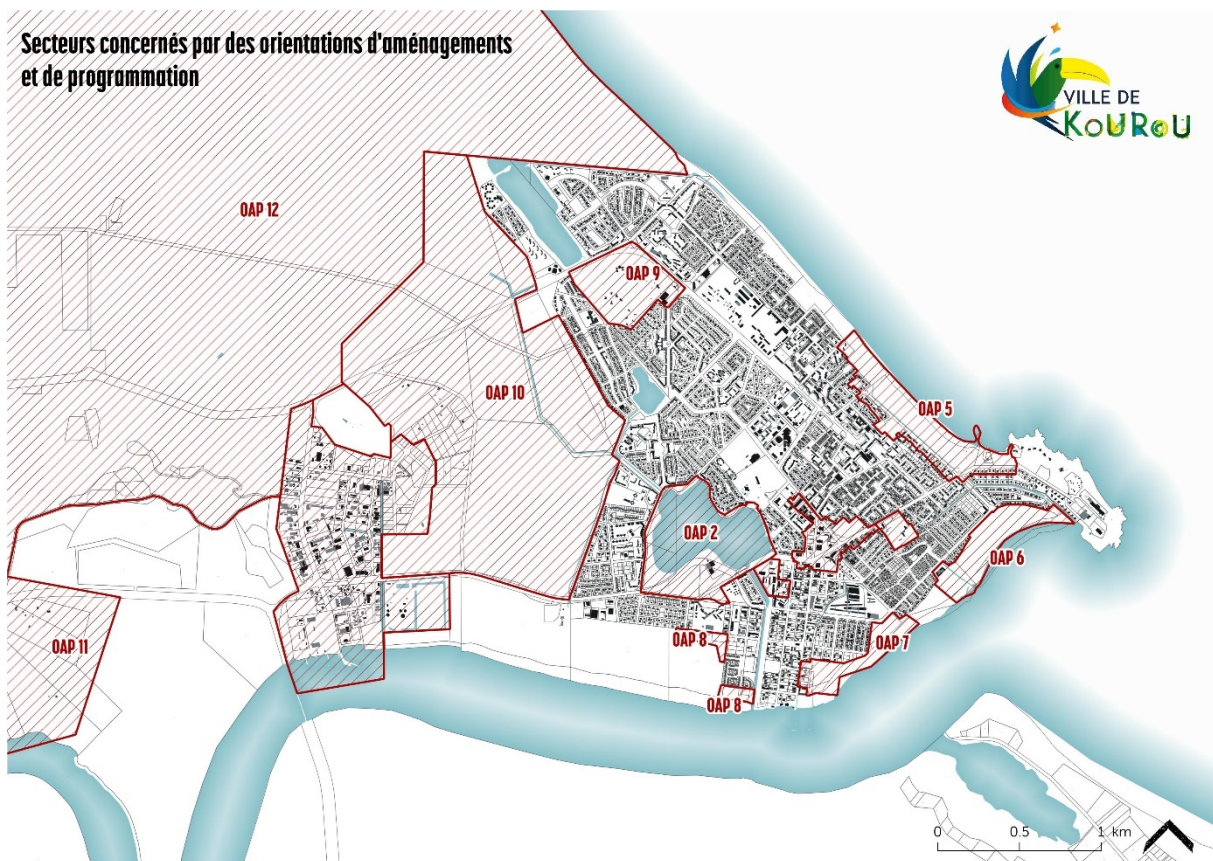 Secteurs concernés par des orientations d'aménagements
et de programmation
VILLE DE
KOUROU
OAP 12
OAP 9
OAP 10
OAP 5
OAP 2
OAP 6
OAP 11
OAP 8
OAP 7
OAP 8
0 0.5 1 km